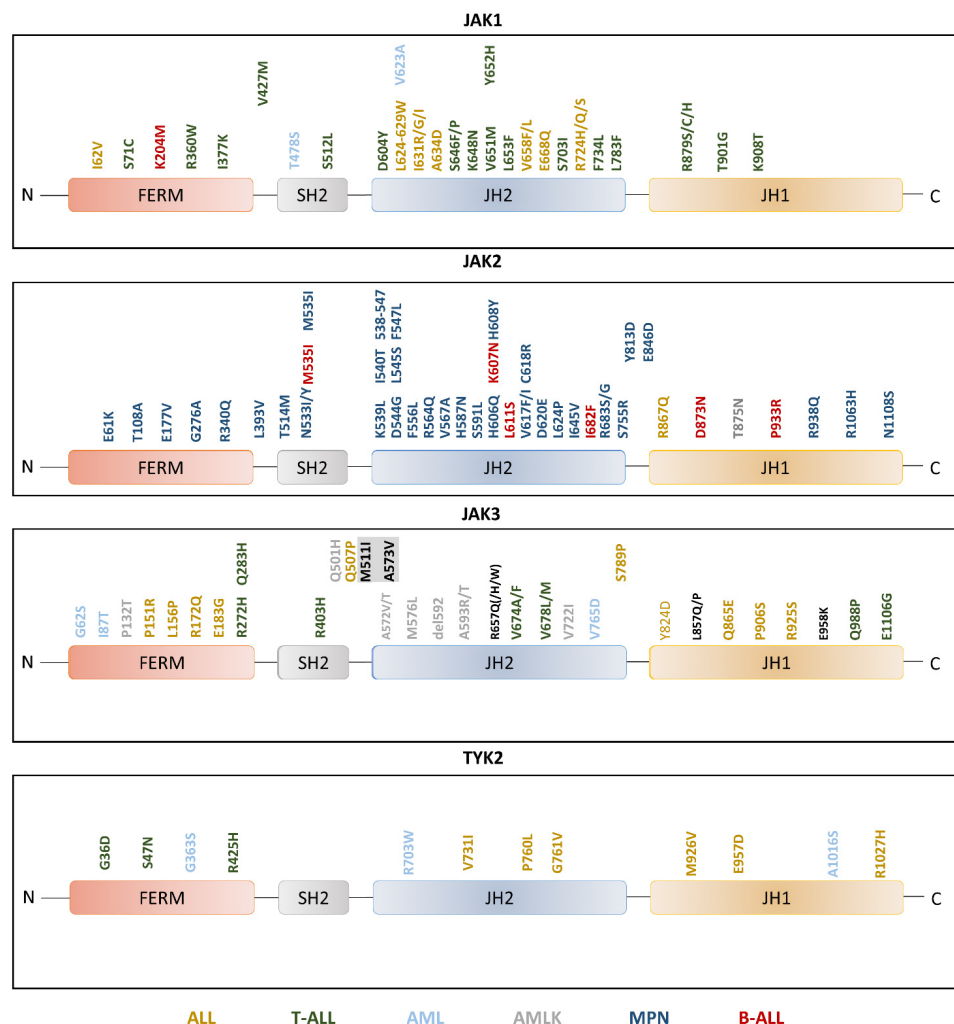 JAK1
I62V
S71C
K204M
R360W
I377K
V427M
T478S
S512L
D604Y
L624-629W
V623A
I631R/G/I
A634D
S646F/P
K648N
V651M
Y652H
L653F
V658F/L
E668Q
S703I
R724H/Q/S
F734L
L783F
R879S/C/H
T901G
K908T
N FERM SH2 JH2 JH1 C
JAK2
E61K
T108A
E177V
G276A
R340Q
L393V
T514M
N533I/Y
M535I
M535I
K539L
I540T
538-547
D544G
L545S
F547L
F556L
R564Q
V567A
H587N
S591L
H606Q
K607N
H608Y
L611S
V617F/I
C618R
D620E
L624P
I645V
I682F
R683S/G
S755R
Y813D
E846D
R867Q
D873N
T875N
P933R
R938Q
R1063H
N1108S
N FERM SH2 JH2 JH1 C
JAK3
G62S
I87T
P132T
P151R
L156P
R172Q
E183G
R272H
Q283H
R403H
Q501H
Q507P
M511I
A573V
A572V/T
M576L
del592
A593R/T
R657Q(/H/W)
V674A/F
V678L/M
V722I
V765D
S789P
Y824D
L857Q/P
Q865E
P906S
R925S
E958K
Q988P
E1106G
N FERM SH2 JH2 JH1 C
TYK2
G36D
S47N
G363S
R425H
R703W
V731I
P760L
G761V
M926V
E957D
A1016S
R1027H
N FERM SH2 JH2 JH1 C
ALL T-ALL AML AMLK MPN B-ALL